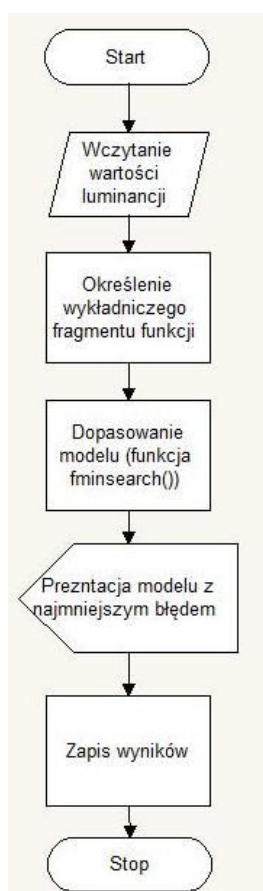 Start
Wczytanie
wartości
luminancji
Określenie
wykładniczego
fragmentu funkcji
Dopasowanie
modelu (funkcja
fminsearch())
Prezntacja modelu z
najmniejszym błędem
Zapis wyników
Stop